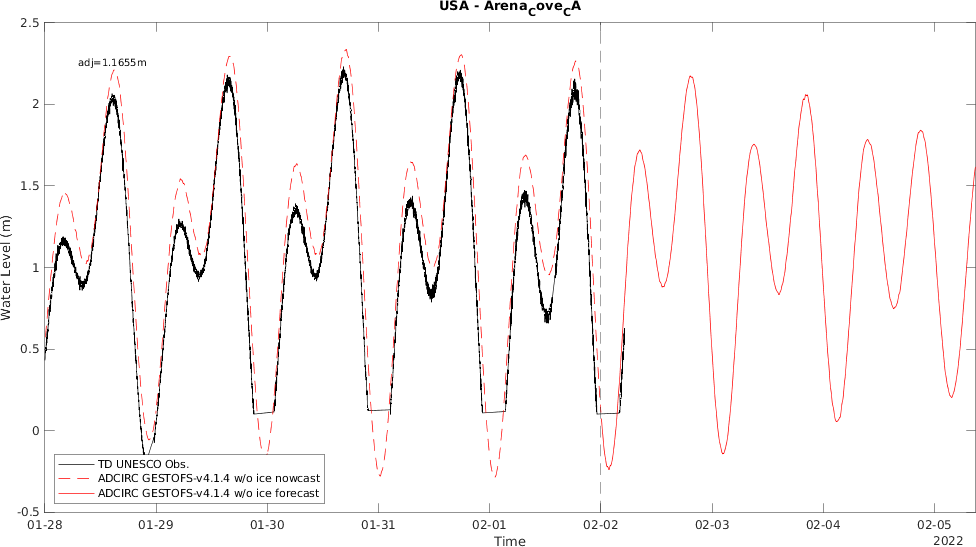 USA - ArenaCoveCA
adj=1.1655m
2.5
2
1.5
1
0.5
0
-0.5
Water Level (m)
TD UNESCO Obs.
ADCIRC GESTOFS-v4.1.4 w/o ice nowcast
ADCIRC GESTOFS-v4.1.4 w/o ice forecast
01-28 01-29 01-30 01-31 02-01 02-02 02-03 02-04 02-05
Time 2022